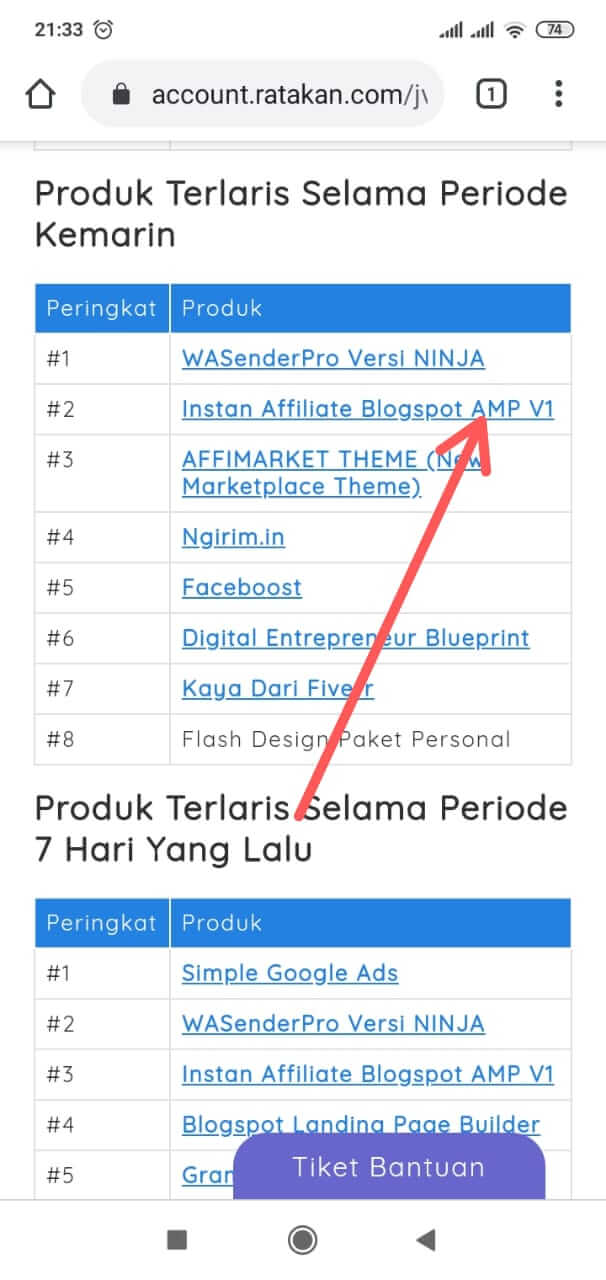 21:33
74
account.ratakan.com/jv
1
Produk Terlaris Selama Periode
Kemarin
Peringkat Produk
#1 WASenderPro Versi NINJA
#2 Instan Affiliate Blogspot AMP V1
#3 AFFIMARKET THEME (New
Marketplace Theme)
#4 Ngirim.in
#5 Faceboost
#6 Digital Entrepreneur Blueprint
#7 Kaya Dari Fiverr
#8 Flash Design Paket Personal
Produk Terlaris Selama Periode
7 Hari Yang Lalu
Peringkat Produk
#1 Simple Google Ads
#2 WASenderPro Versi NINJA
#3 Instan Affiliate Blogspot AMP V1
#4 Blogspot Landing Page Builder
#5
Tiket Bantuan